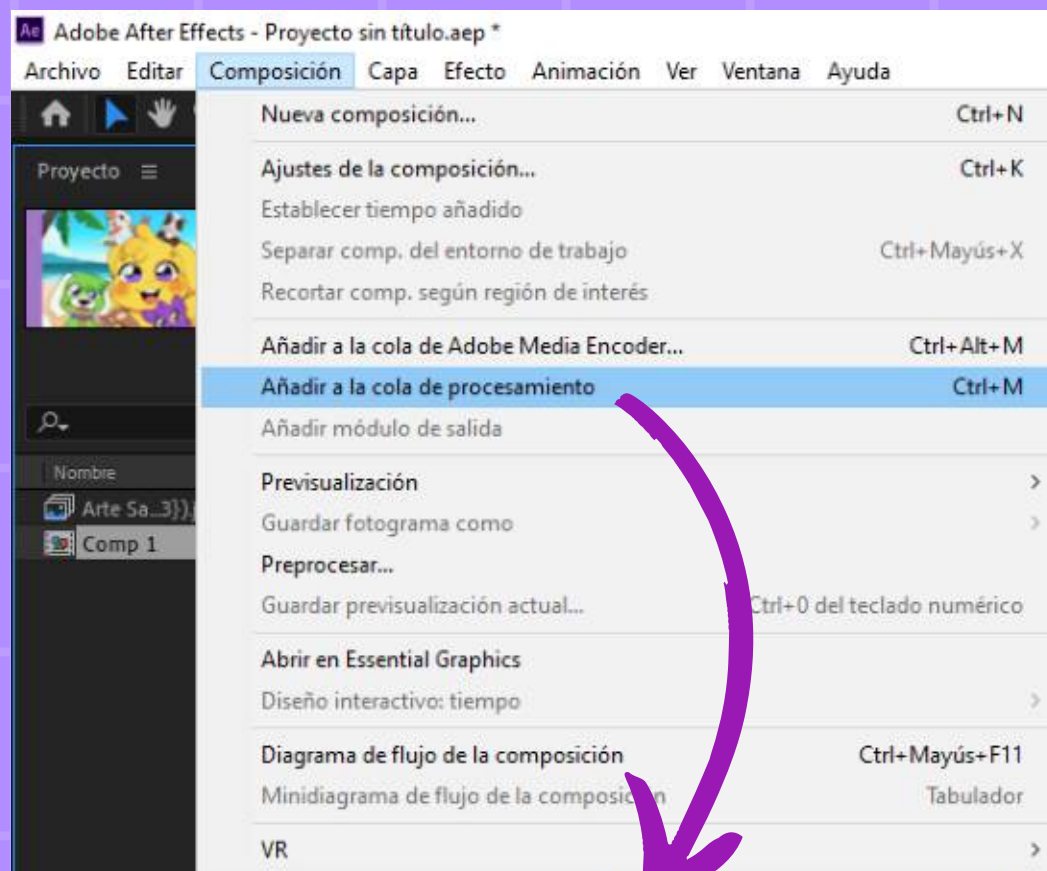 Ae Adobe After Effects - Proyecto sin título.aep *
Archivo Editar Composición Capa Efecto Animación Ver Ventana Ayuda
Nueva composición... Ctrl+N
Proyecto
Ajustes de la composición... Ctrl+K
Establecer tiempo añadido
Separar comp. del entorno de trabajo Ctrl+Mayús+X
Recortar comp. según región de interés
Añadir a la cola de Adobe Media Encoder... Ctrl+Alt+M
Añadir a la cola de procesamiento Ctrl+M
Añadir módulo de salida
Nombre
Previsualización
Arte Sa...3}).j
Guardar fotograma como
Comp 1
Preprocesar...
Guardar previsualización actual... Ctrl+0 del teclado numérico
Abrir en Essential Graphics
Diseño interactivo: tiempo
Diagrama de flujo de la composición Ctrl+Mayús+F11
Minidiagrama de flujo de la composición Tabulador
VR